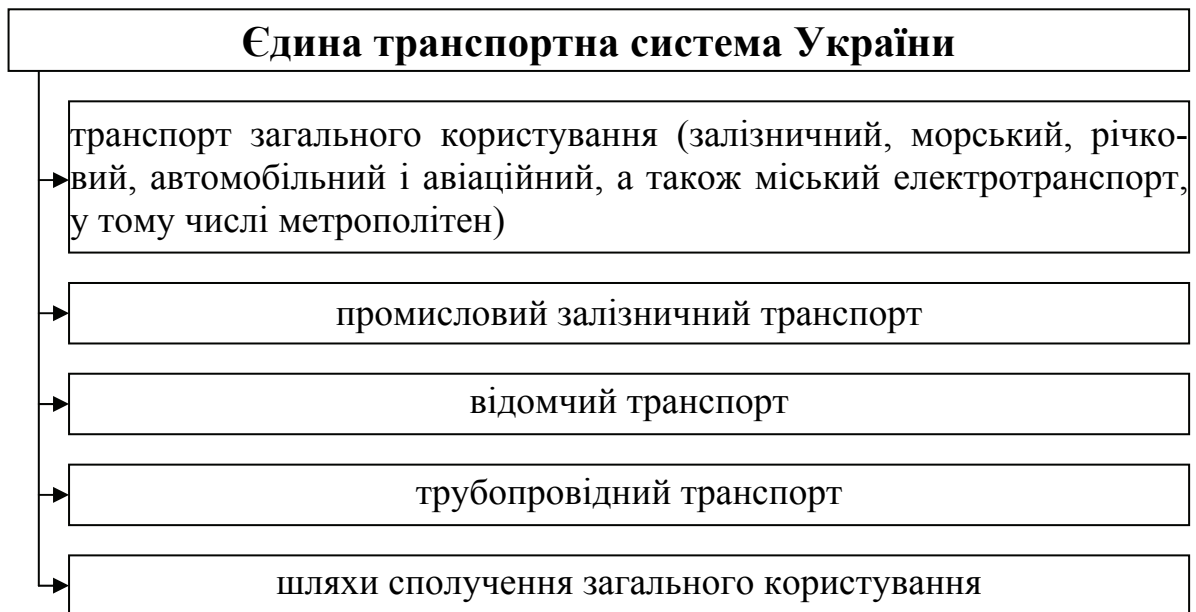 Єдина транспортна система України
транспорт загального користування (залізничний, морський, річко-
вий, автомобільний і авіаційний, а також міський електротранспорт,
у тому числі метрополітен)
промисловий залізничний транспорт
відомчий транспорт
трубопровідний транспорт
шляхи сполучення загального користування